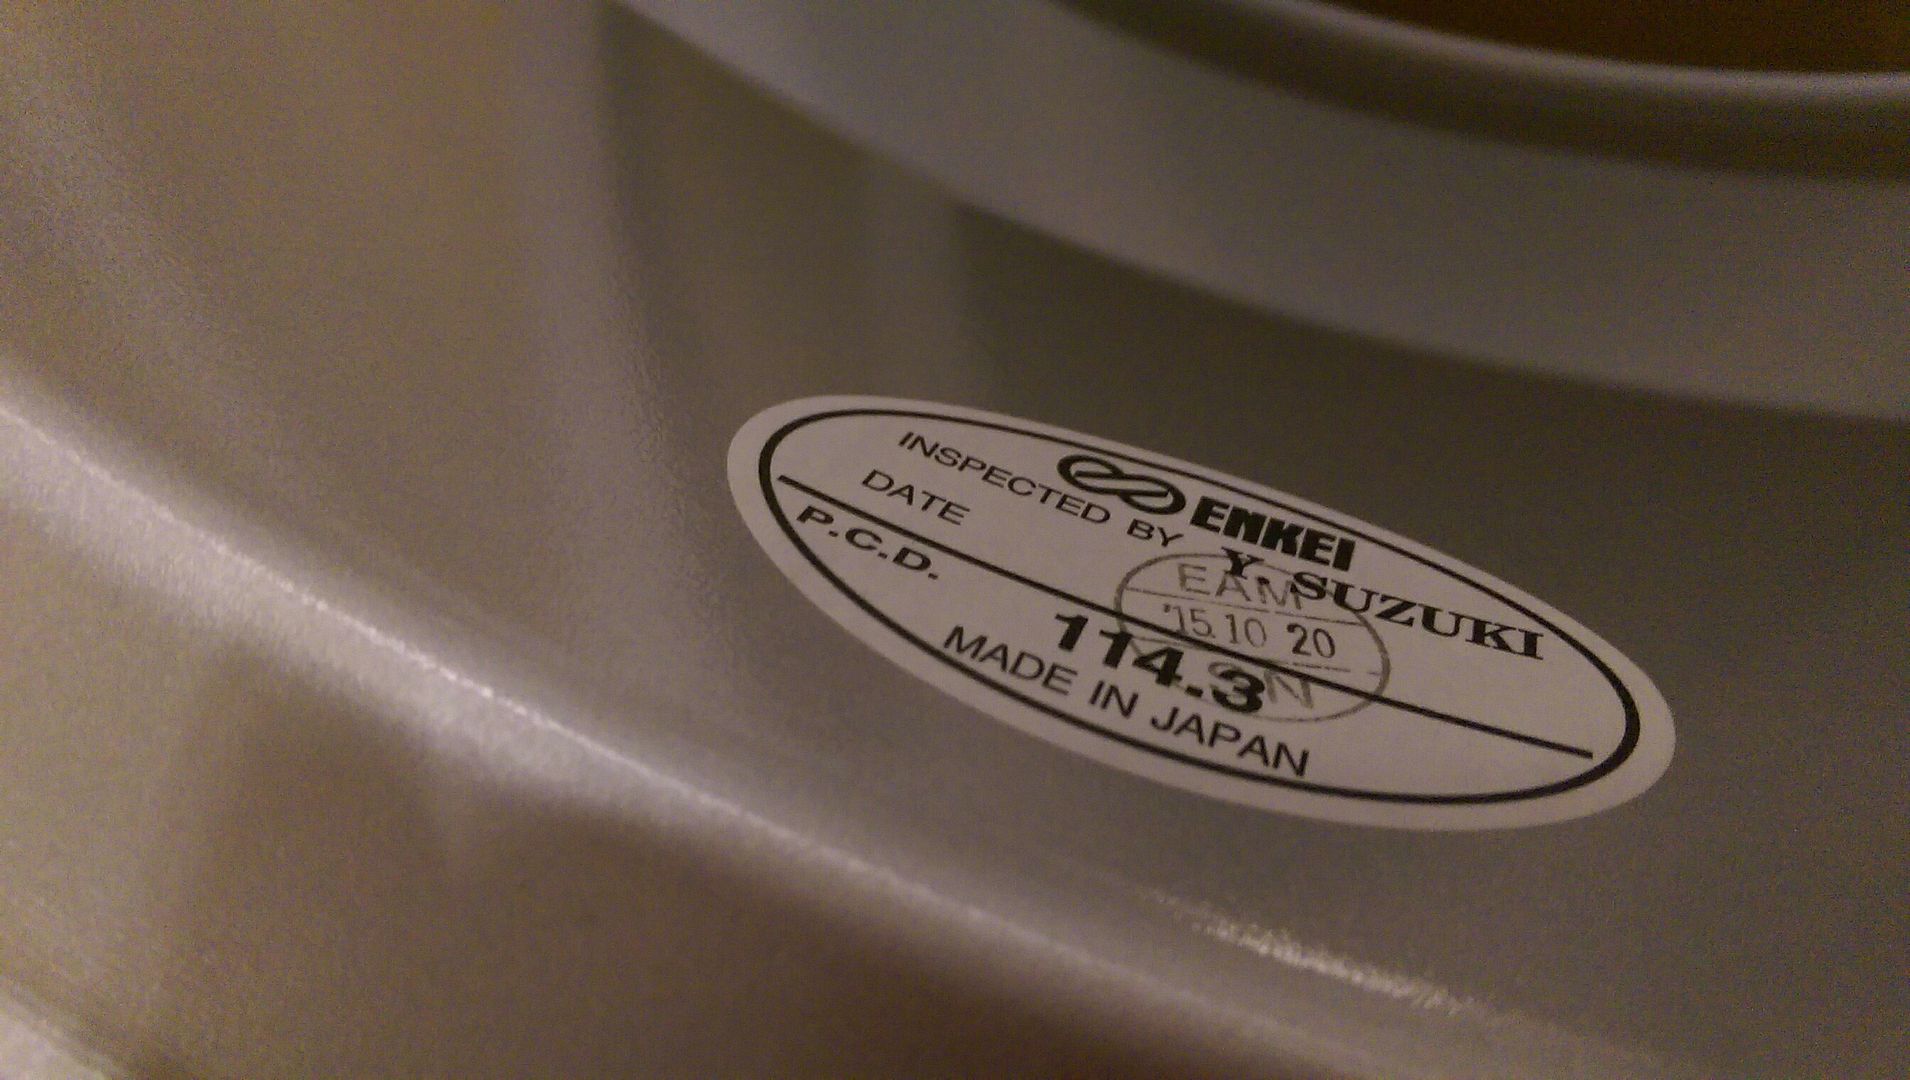 ENKEI
INSPECTED BY Y. SUZUKI
DATE
EAM
'15.10 20
P.C.D. 114.3
MADE IN JAPAN